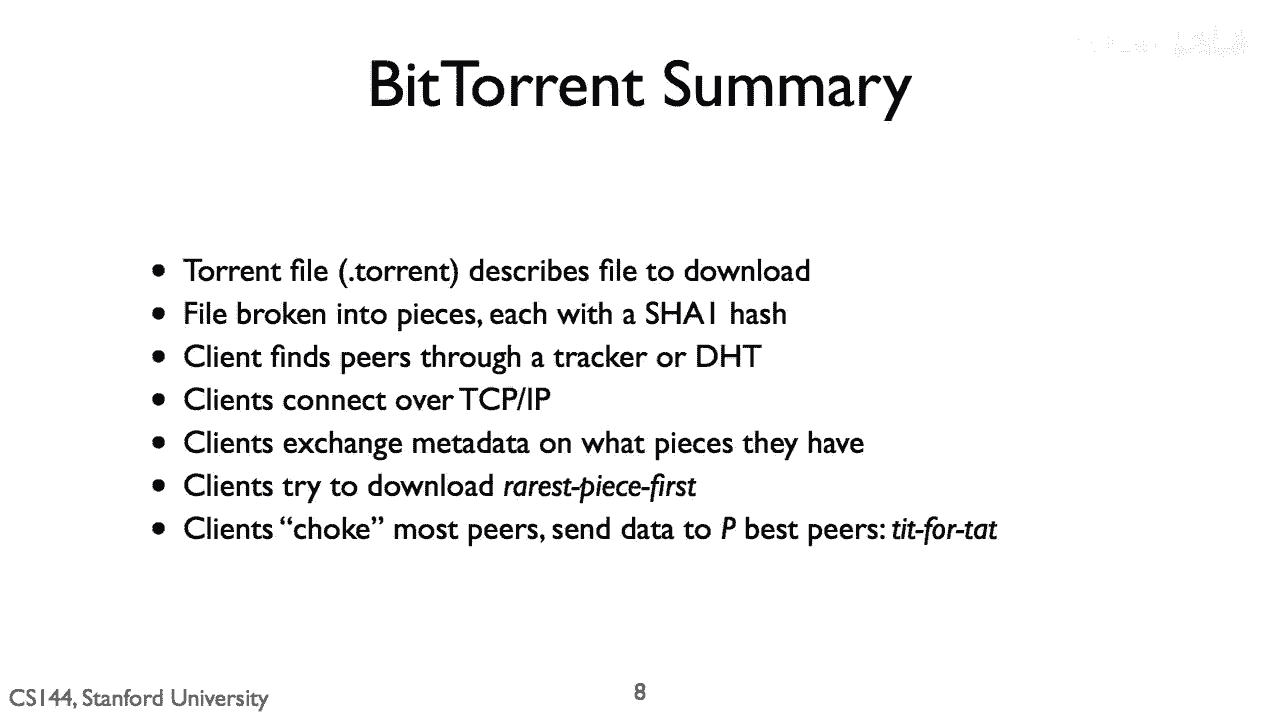 BitTorrent Summary
• Torrent file (.torrent) describes file to download
• File broken into pieces, each with a SHA1 hash
• Client finds peers through a tracker or DHT
• Clients connect over TCP/IP
• Clients exchange metadata on what pieces they have
• Clients try to download rarest-piece-first
• Clients “choke” most peers, send data to P best peers: tit-for-tat
CS144, Stanford University
8